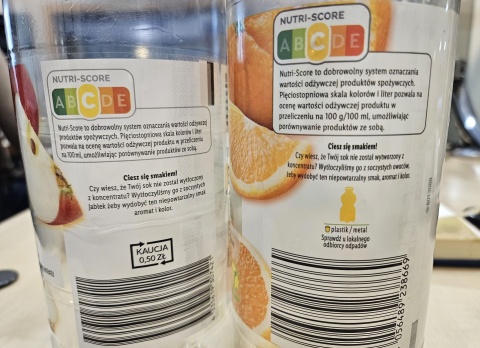 NUTRI-SCORE
ABCDE
Nutri-Score to dobrowolny system oznaczania wartości odżywczej
produktów spożywczych. Pięciostopniowa skala kolorów i liter
pozwala na ocenę wartości odżywczej produktu w przeliczeniu
na 100ml, umożliwiając porównywanie produktów ze sobą.
Ciesz się smakiem!
Czy wiesz, że Twój sok nie został wytworzony
z koncentratu? Wytłoczyliśmy go z soczystych
jabłek żeby wydobyć ten niepowtarzalny smak,
aromat i kolor.
KAUCJA
0,50 ZŁ
NUTRI-SCORE
ABCDE
Nutri-Score to dobrowolny system oznaczania
wartości odżywczej produktów spożywczych.
Pięciostopniowa skala kolorów i liter pozwala na
ocenę wartości odżywczej produktu w
przeliczeniu na 100 g/100 ml, umożliwiając
porównywanie produktów ze sobą.
Ciesz się smakiem!
Czy wiesz, że Twój sok nie został wytworzony z
koncentratu? Wytłoczyliśmy go z soczystych owoców,
żeby wydobyć ten niepowtarzalny smak, aromat i kolor.
plastik / metal
Sprawdź u lokalnego
odbiorcy odpadów
056489 238669